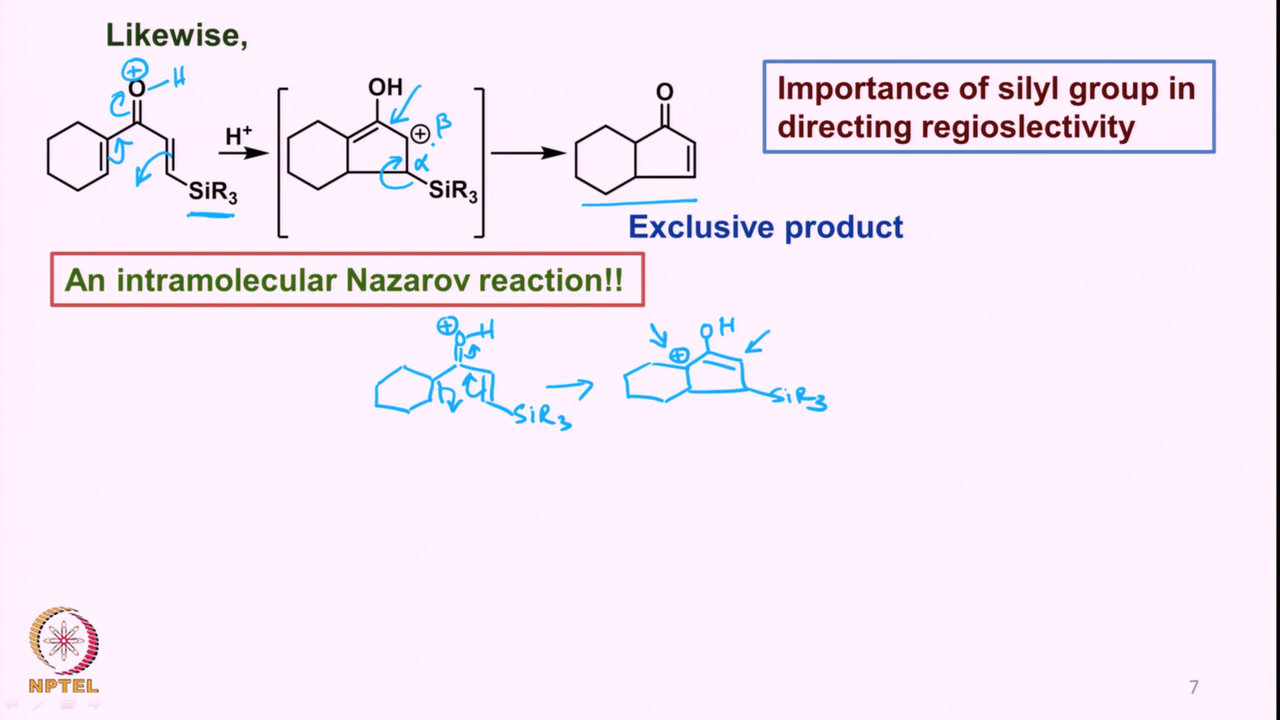 Likewise,
⊕
O–H
H⁺
SiR₃
OH
⊕ β
α
SiR₃
O
Importance of silyl group in
directing regioslectivity
Exclusive product
An intramolecular Nazarov reaction!!
⊕
O–H
SiR₃
OH
⊕
SiR₃
NPTEL
7